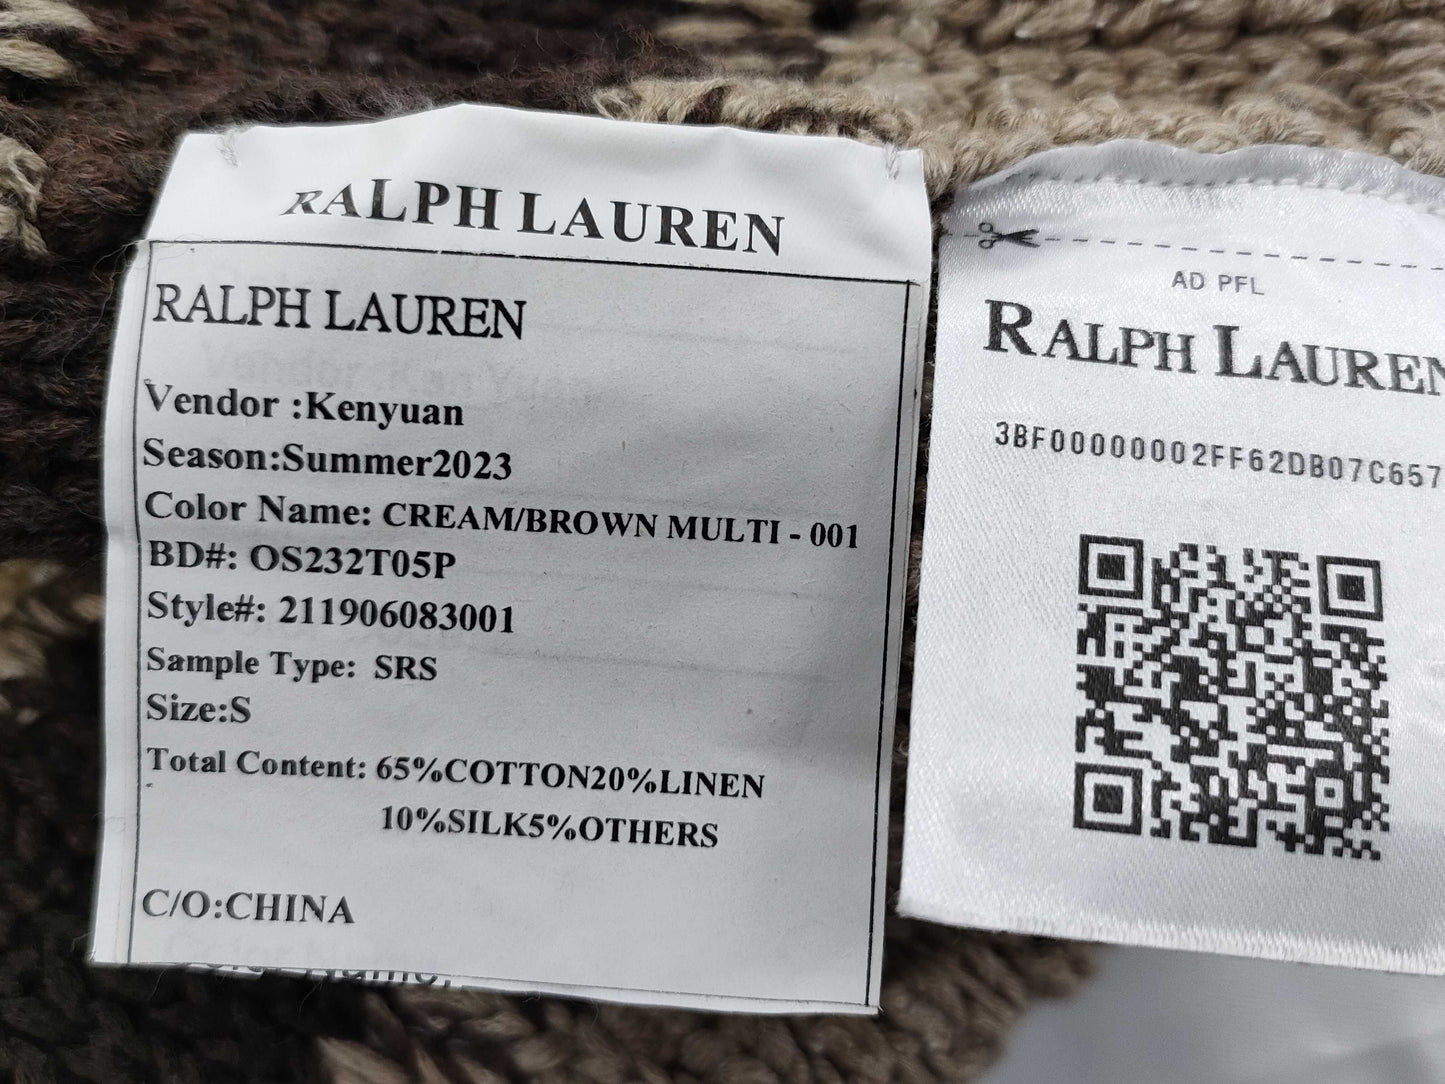 RALPH LAUREN
RALPH LAUREN
Vendor :Kenyuan
Season:Summer2023
Color Name: CREAM/BROWN MULTI - 001
BD#: OS232T05P
Style#: 211906083001
Sample Type: SRS
Size:S
Total Content: 65%COTTON20%LINEN
10%SILK5%OTHERS
C/O:CHINA
AD PFL
RALPH LAUREN
3BF00000002FF62DB07C657